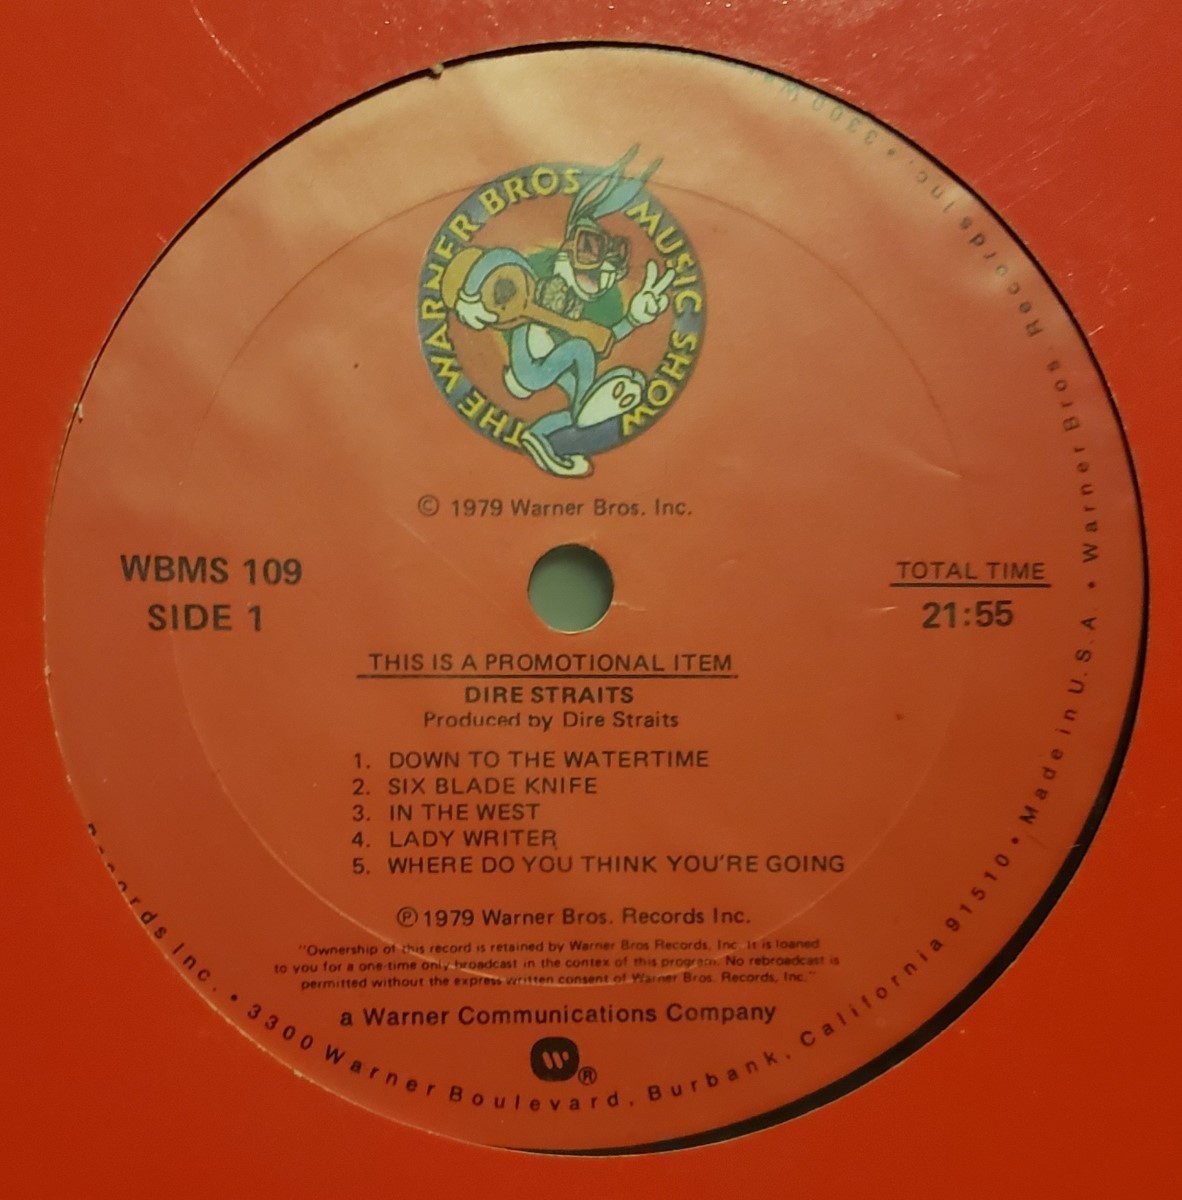 THE WARNER BROS MUSIC SHOW
© 1979 Warner Bros. Inc.
WBMS 109
SIDE 1
TOTAL TIME
21:55
THIS IS A PROMOTIONAL ITEM
DIRE STRAITS
Produced by Dire Straits
1. DOWN TO THE WATERTIME
2. SIX BLADE KNIFE
3. IN THE WEST
4. LADY WRITER
5. WHERE DO YOU THINK YOU'RE GOING
℗ 1979 Warner Bros. Records Inc.
"Ownership of this record is retained by Warner Bros Records, Inc. It is loaned
to you for a one-time only broadcast in the contex of this program. No rebroadcast is
permitted without the express written consent of Warner Bros. Records, Inc."
a Warner Communications Company
W ®
Records Inc. • 3300 Warner Boulevard, Burbank, California 91510 • Made in U.S.A • Warner Bros. Records Inc. • 3300